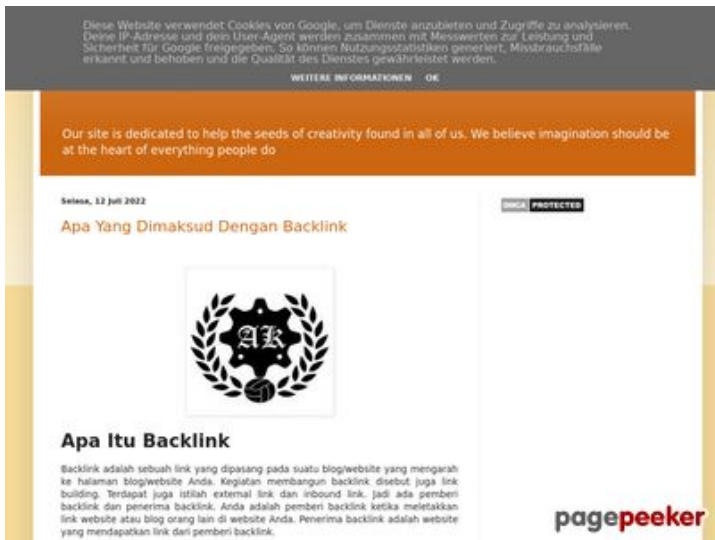 Diese Website verwendet Cookies von Google, um Dienste anzubieten und Zugriffe zu analysieren.
Deine IP-Adresse und dein User-Agent werden zusammen mit Messwerten zur Leistung und
Sicherheit für Google freigegeben. So können Nutzungsstatistiken generiert, Missbrauchsfälle
erkannt und behoben und die Qualität des Dienstes gewährleistet werden.
WEITERE INFORMATIONEN OK
Our site is dedicated to help the seeds of creativity found in all of us. We believe imagination should be
at the heart of everything people do
Selasa, 12 Juli 2022
DMCA PROTECTED
Apa Yang Dimaksud Dengan Backlink
AK
Apa Itu Backlink
Backlink adalah sebuah link yang dipasang pada suatu blog/website yang mengarah
ke halaman blog/website Anda. Kegiatan membangun backlink disebut juga link
building. Terdapat juga istilah external link dan inbound link. Jadi ada pemberi
backlink dan penerima backlink. Anda adalah pemberi backlink ketika meletakkan
link website atau blog orang lain di website Anda. Penerima backlink adalah website
yang mendapatkan link dari pemberi backlink.
pagepeeker